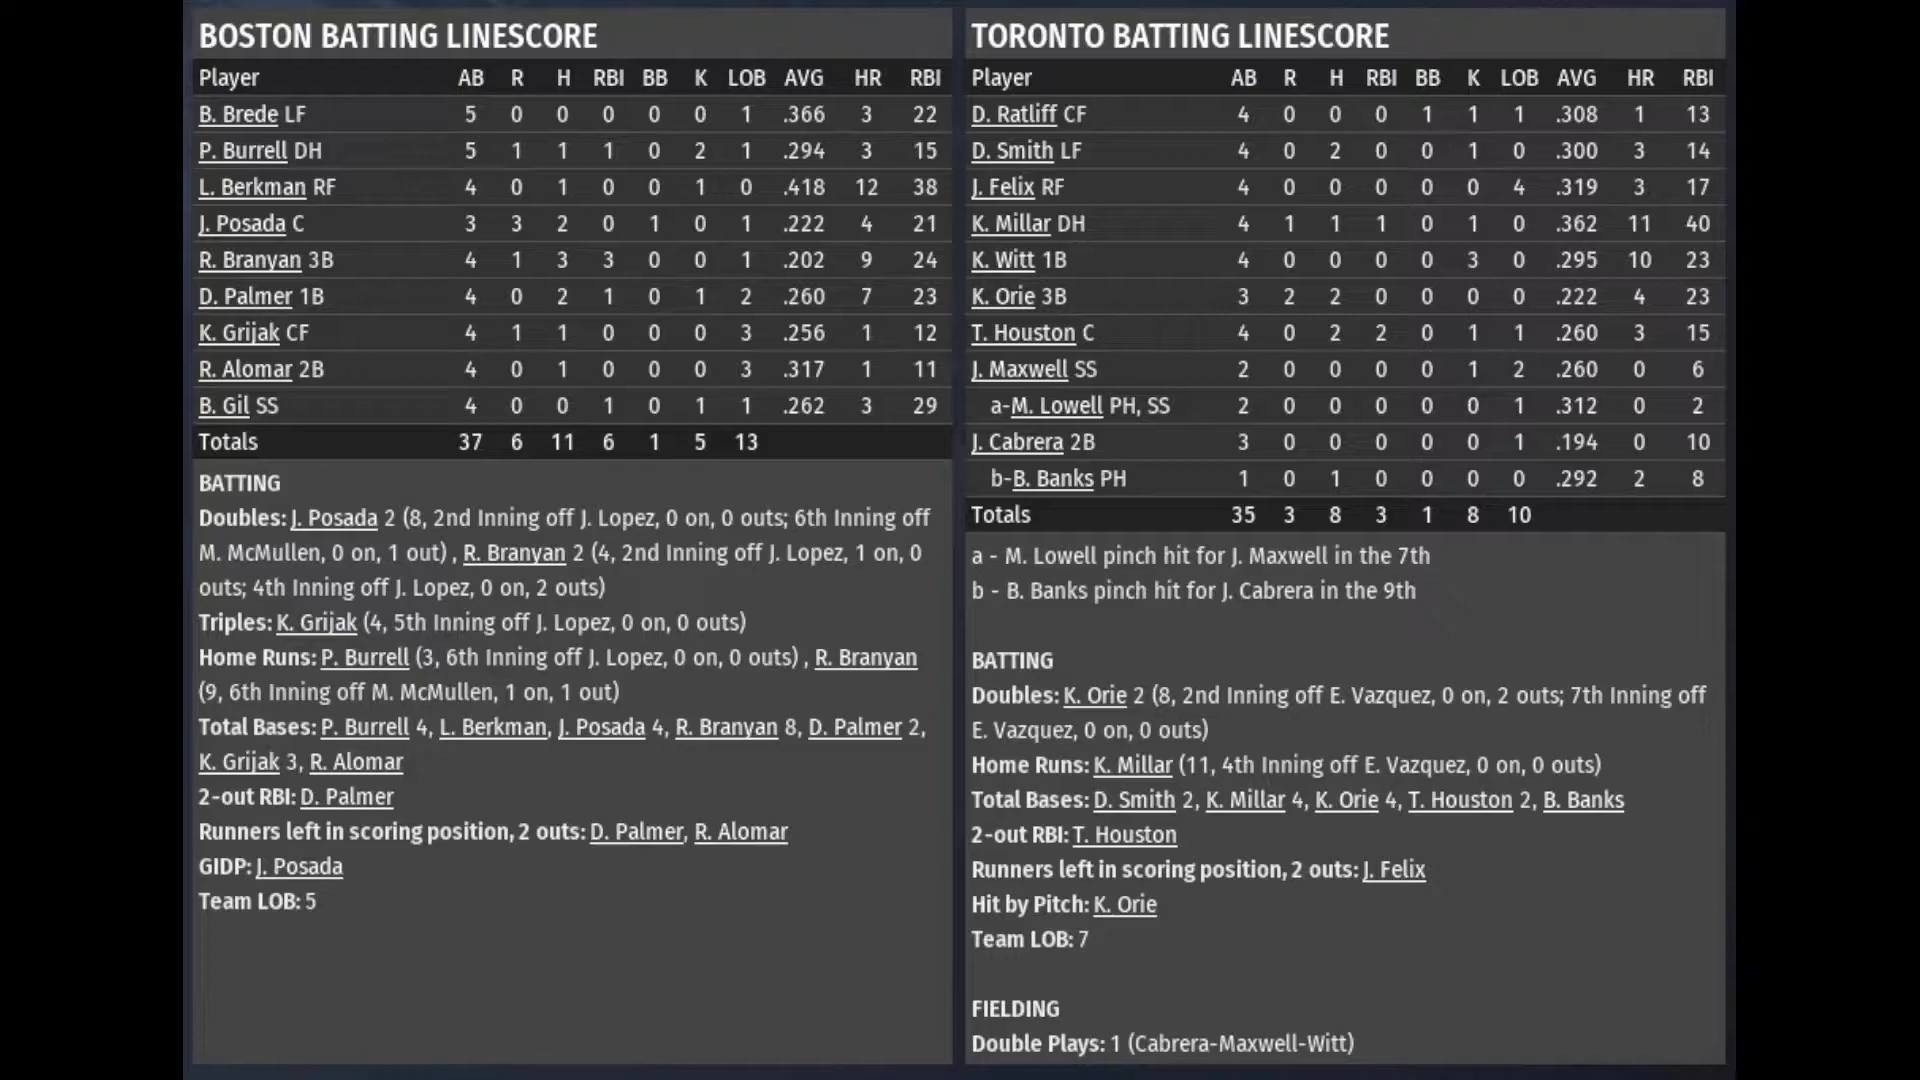 BOSTON BATTING LINESCORE
Player AB R H RBI BB K LOB AVG HR RBI
B. Brede LF 5 0 0 0 0 0 1 .366 3 22
P. Burrell DH 5 1 1 1 0 2 1 .294 3 15
L. Berkman RF 4 0 1 0 0 1 0 .418 12 38
J. Posada C 3 3 2 0 1 0 1 .222 4 21
R. Branyan 3B 4 1 3 3 0 0 1 .202 9 24
D. Palmer 1B 4 0 2 1 0 1 2 .260 7 23
K. Grijak CF 4 1 1 0 0 0 3 .256 1 12
R. Alomar 2B 4 0 1 0 0 0 3 .317 1 11
B. Gil SS 4 0 0 1 0 1 1 .262 3 29
Totals 37 6 11 6 1 5 13
BATTING
Doubles: J. Posada 2 (8, 2nd Inning off J. Lopez, 0 on, 0 outs; 6th Inning off
M. McMullen, 0 on, 1 out) , R. Branyan 2 (4, 2nd Inning off J. Lopez, 1 on, 0
outs; 4th Inning off J. Lopez, 0 on, 2 outs)
Triples: K. Grijak (4, 5th Inning off J. Lopez, 0 on, 0 outs)
Home Runs: P. Burrell (3, 6th Inning off J. Lopez, 0 on, 0 outs) , R. Branyan
(9, 6th Inning off M. McMullen, 1 on, 1 out)
Total Bases: P. Burrell 4, L. Berkman, J. Posada 4, R. Branyan 8, D. Palmer 2,
K. Grijak 3, R. Alomar
2-out RBI: D. Palmer
Runners left in scoring position, 2 outs: D. Palmer, R. Alomar
GIDP: J. Posada
Team LOB: 5
TORONTO BATTING LINESCORE
Player AB R H RBI BB K LOB AVG HR RBI
D. Ratliff CF 4 0 0 0 1 1 1 .308 1 13
D. Smith LF 4 0 2 0 0 1 0 .300 3 14
J. Felix RF 4 0 0 0 0 0 4 .319 3 17
K. Millar DH 4 1 1 1 0 1 0 .362 11 40
K. Witt 1B 4 0 0 0 0 3 0 .295 10 23
K. Orie 3B 3 2 2 0 0 0 0 .222 4 23
T. Houston C 4 0 2 2 0 1 1 .260 3 15
J. Maxwell SS 2 0 0 0 0 1 2 .260 0 6
a-M. Lowell PH, SS 2 0 0 0 0 0 1 .312 0 2
J. Cabrera 2B 3 0 0 0 0 0 1 .194 0 10
b-B. Banks PH 1 0 1 0 0 0 0 .292 2 8
Totals 35 3 8 3 1 8 10
a - M. Lowell pinch hit for J. Maxwell in the 7th
b - B. Banks pinch hit for J. Cabrera in the 9th
BATTING
Doubles: K. Orie 2 (8, 2nd Inning off E. Vazquez, 0 on, 2 outs; 7th Inning off
E. Vazquez, 0 on, 0 outs)
Home Runs: K. Millar (11, 4th Inning off E. Vazquez, 0 on, 0 outs)
Total Bases: D. Smith 2, K. Millar 4, K. Orie 4, T. Houston 2, B. Banks
2-out RBI: T. Houston
Runners left in scoring position, 2 outs: J. Felix
Hit by Pitch: K. Orie
Team LOB: 7
FIELDING
Double Plays: 1 (Cabrera-Maxwell-Witt)